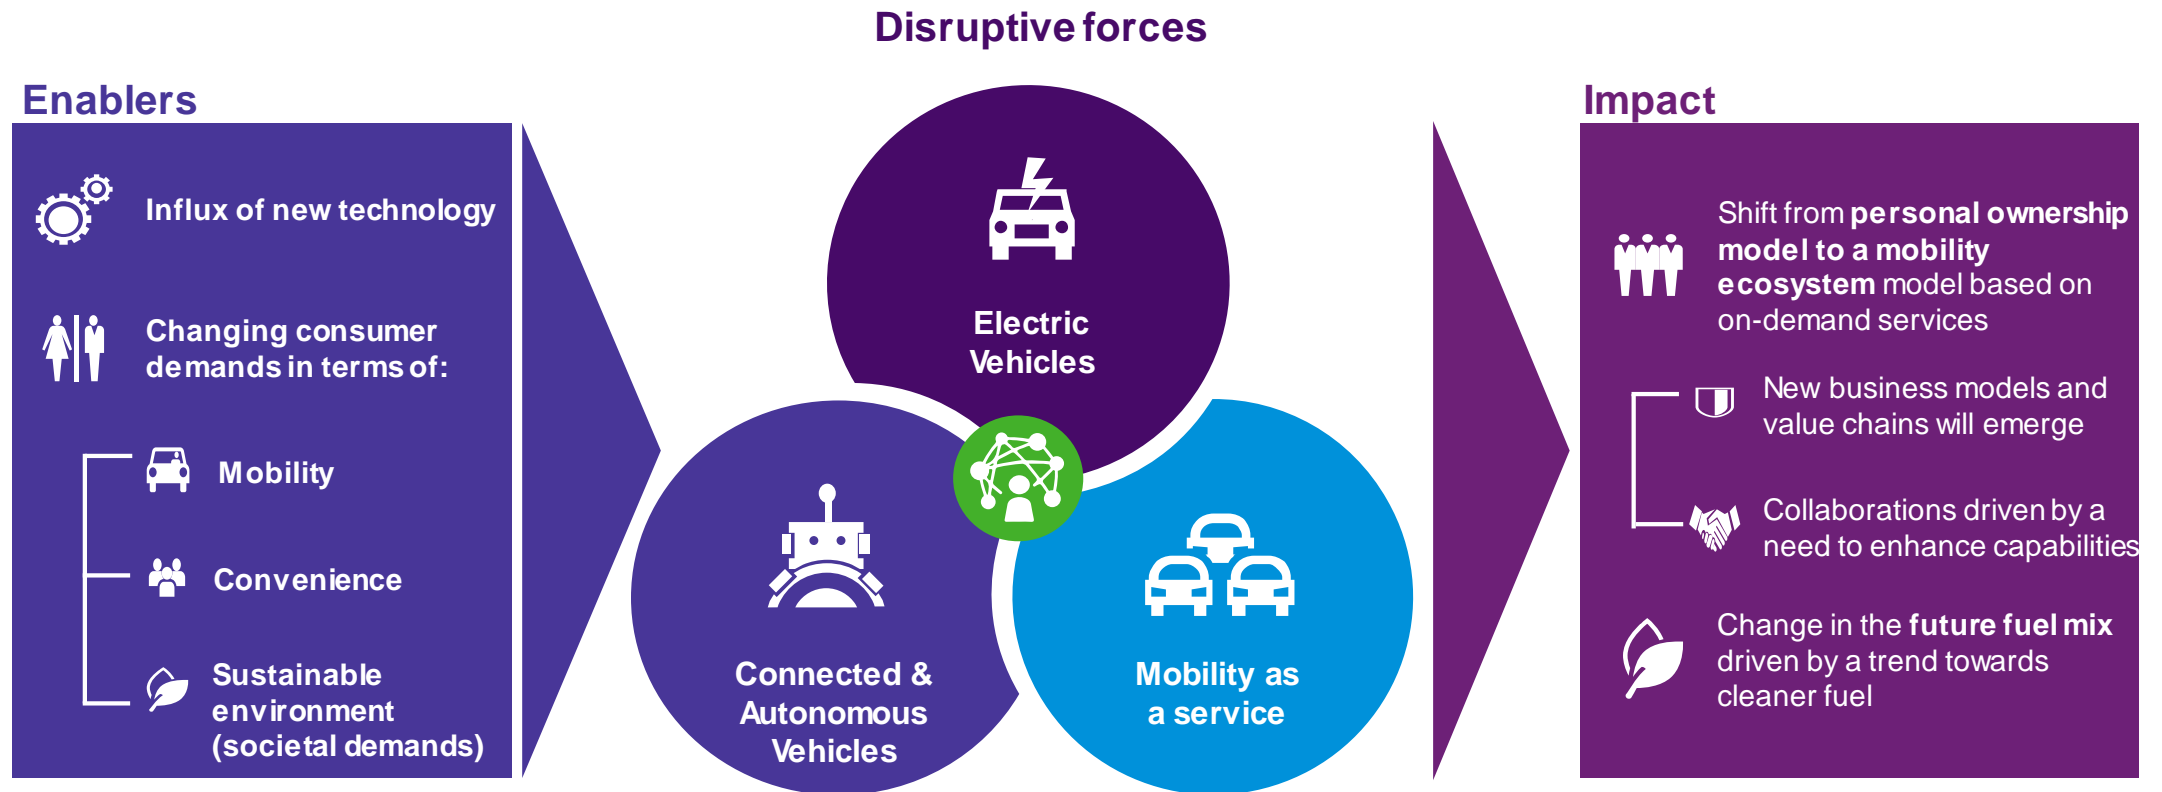 Disruptive forces
Enablers
Influx of new technology
Changing consumer
demands in terms of:
Mobility
Convenience
Sustainable
environment
(societal demands)
Electric
Vehicles
Connected &
Autonomous
Vehicles
Mobility as
a service
Impact
Shift from personal ownership
model to a mobility
ecosystem model based on
on-demand services
New business models and
value chains will emerge
Collaborations driven by a
need to enhance capabilities
Change in the future fuel mix
driven by a trend towards
cleaner fuel